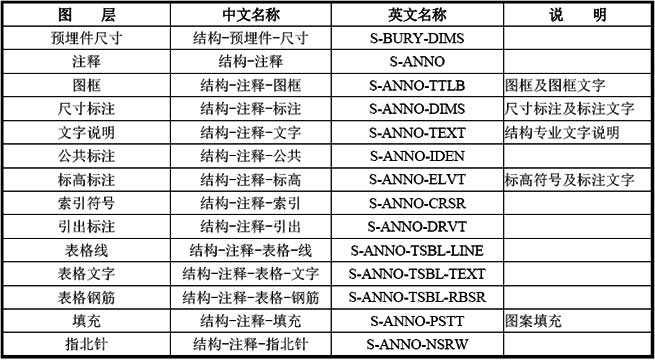 图 层 中文名称 英文名称 说 明
预埋件尺寸 结构-预埋件-尺寸 S-BURY-DIMS
注释 结构-注释 S-ANNO
图框 结构-注释-图框 S-ANNO-TTLB 图框及图框文字
尺寸标注 结构-注释-标注 S-ANNO-DIMS 尺寸标注及标注文字
文字说明 结构-注释-文字 S-ANNO-TEXT 结构专业文字说明
公共标注 结构-注释-公共 S-ANNO-IDEN
标高标注 结构-注释-标高 S-ANNO-ELVT 标高符号及标注文字
索引符号 结构-注释-索引 S-ANNO-CRSR
引出标注 结构-注释-引出 S-ANNO-DRVT
表格线 结构-注释-表格-线 S-ANNO-TSBL-LINE
表格文字 结构-注释-表格-文字 S-ANNO-TSBL-TEXT
表格钢筋 结构-注释-表格-钢筋 S-ANNO-TSBL-RBSR
填充 结构-注释-填充 S-ANNO-PSTT 图案填充
指北针 结构-注释-指北针 S-ANNO-NSRW